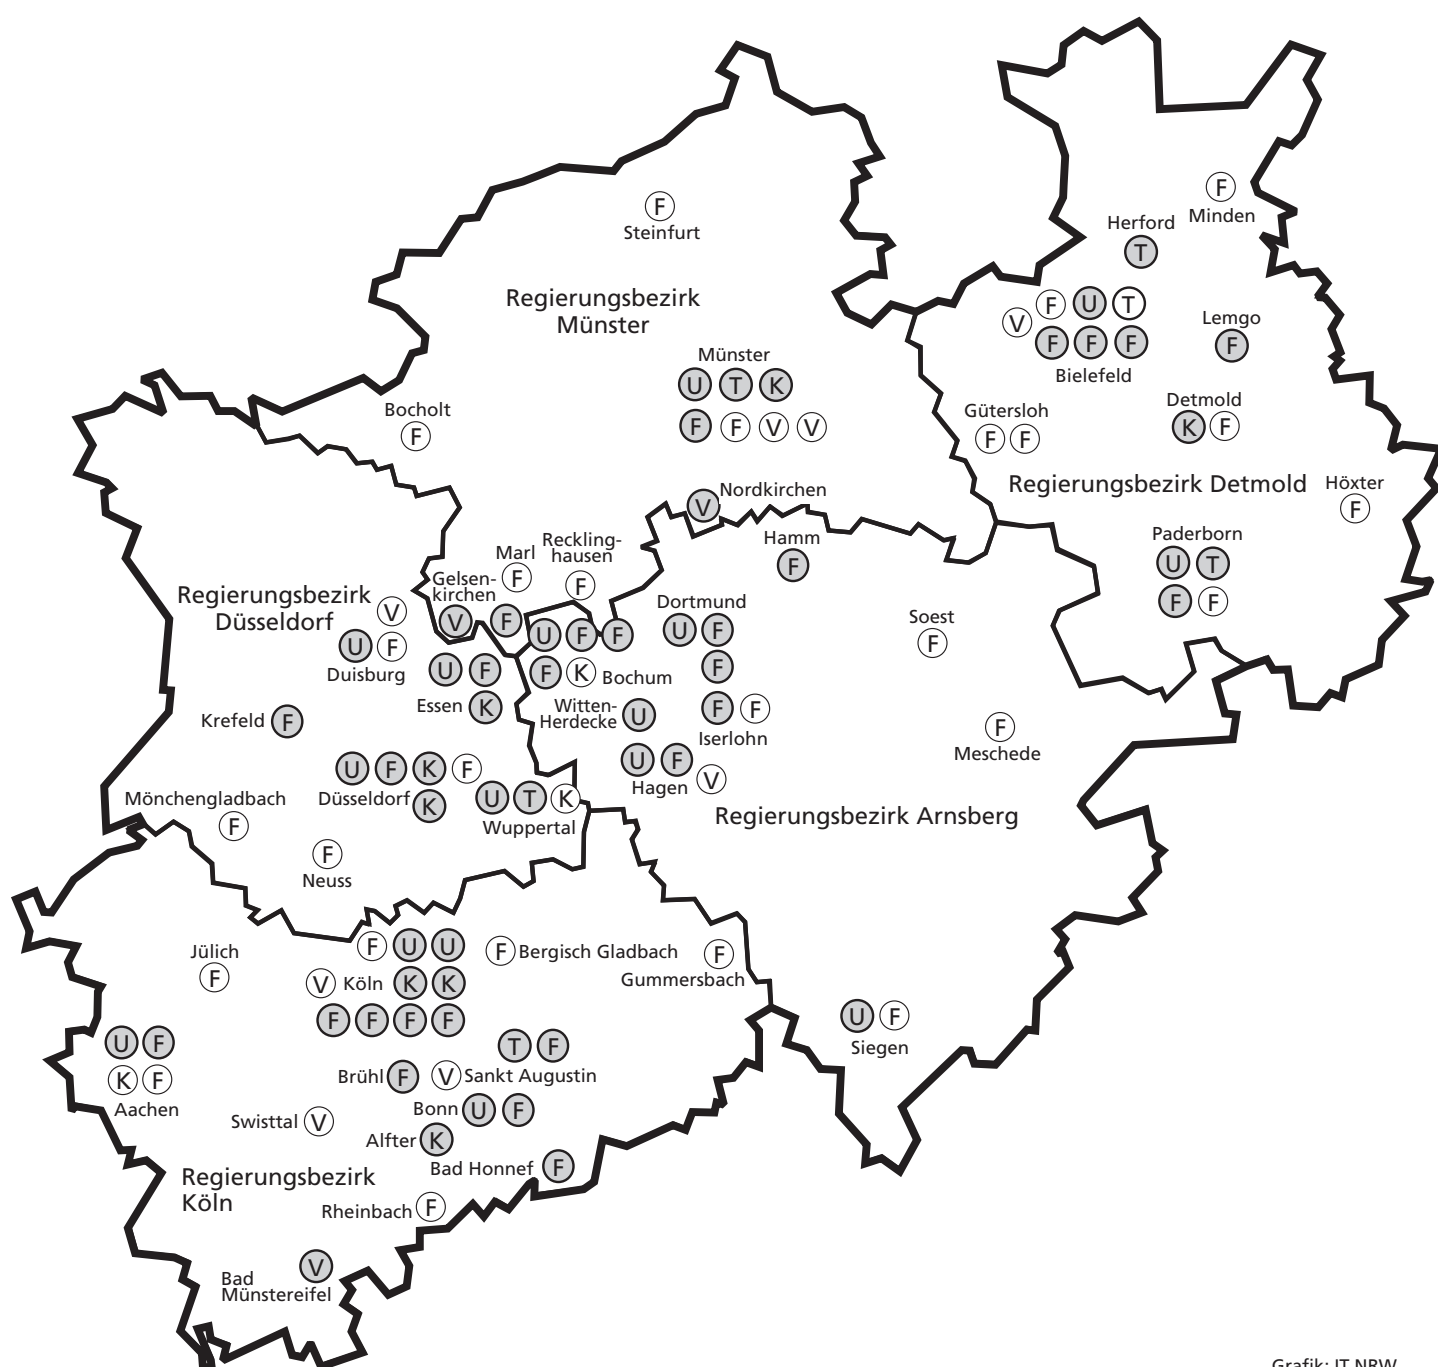 F
Steinfurt
F
Minden
Herford
T
Regierungsbezirk
Münster
V F U T
F F F
Bielefeld
Lemgo
F
Münster
U T K
F F V V
Bocholt
F
Gütersloh
F F
Detmold
K F
Regierungsbezirk Detmold
Höxter
F
V Nordkirchen
Hamm
F
Paderborn
U T
F F
Marl
F
Reckling-
hausen
F
Gelsen-
kirchen
V F
Regierungsbezirk
Düsseldorf
V
U F
Duisburg
U F F
F K Bochum
Dortmund
U F
F
Soest
F
U F
Essen K
Witten-
Herdecke U
F F
Iserlohn
Krefeld F
F
Meschede
U F K F
Düsseldorf K
U F
Hagen V
U T K
Wuppertal
Mönchengladbach
F
Regierungsbezirk Arnsberg
F
Neuss
Jülich
F
F U U
V Köln K K
F F F F
F Bergisch Gladbach
F
Gummersbach
U F
Siegen
U F
K F
Aachen
T F
Brühl F V Sankt Augustin
Bonn U F
Swisttal V
Alfter K
Bad Honnef F
Regierungsbezirk
Köln
Rheinbach F
V
Bad
Münstereifel
Grafik: IT.NRW